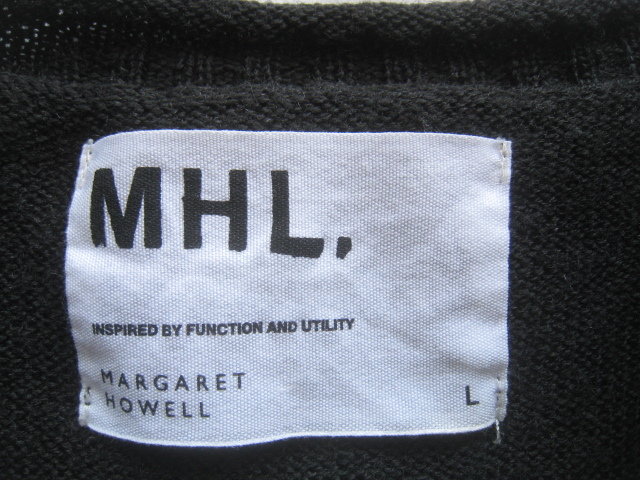 MHL.
INSPIRED BY FUNCTION AND UTILITY
MARGARET
HOWELL
L